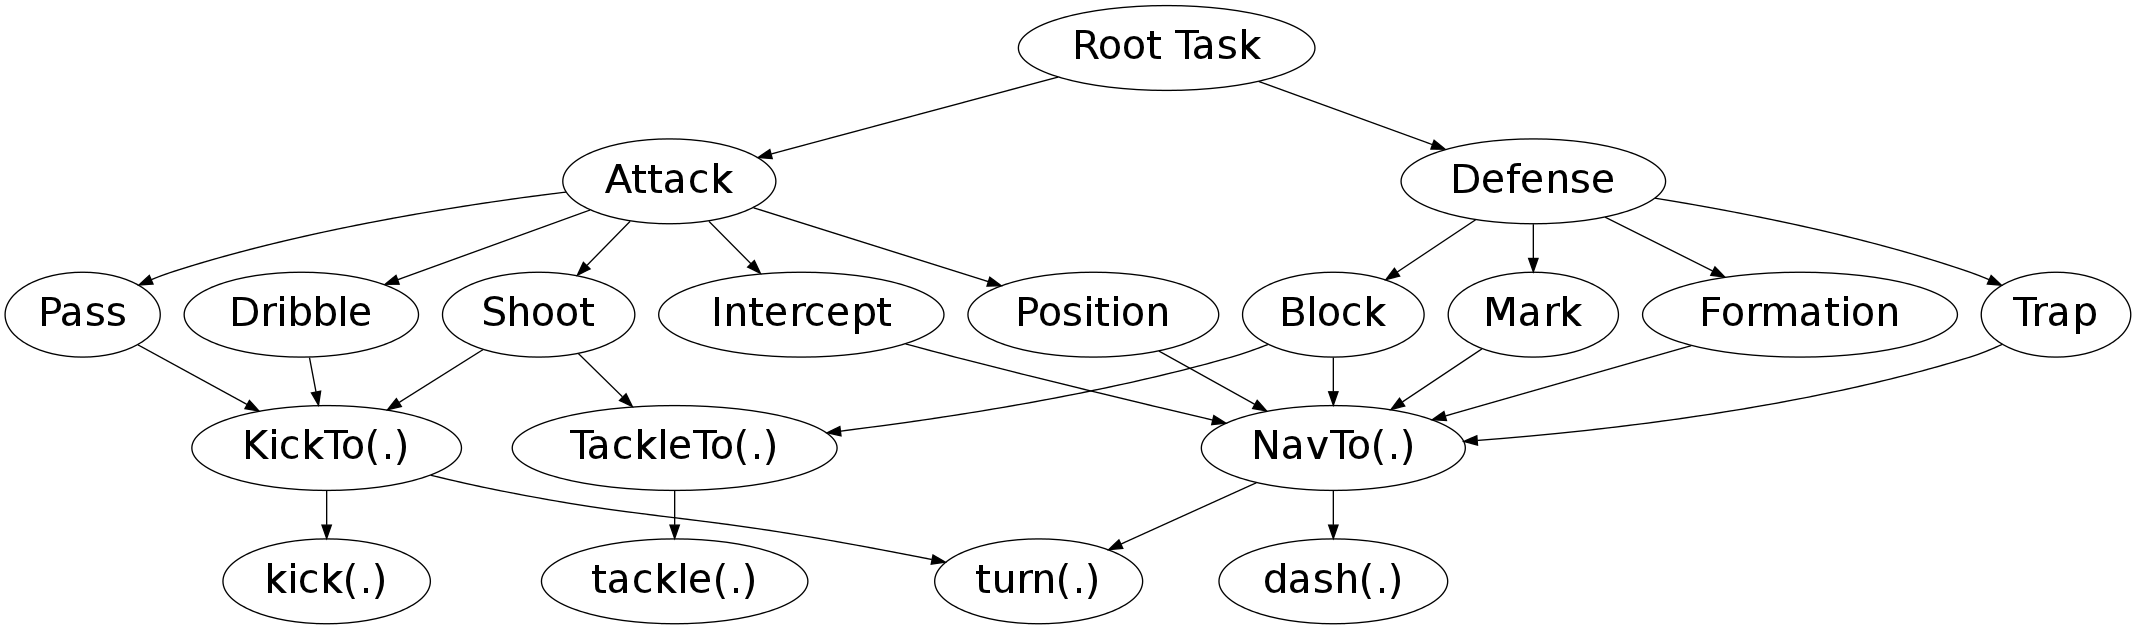 Root Task
Attack
Defense
Pass
Dribble
Shoot
Intercept
Position
Block
Mark
Formation
Trap
KickTo(.)
TackleTo(.)
NavTo(.)
kick(.)
tackle(.)
turn(.)
dash(.)